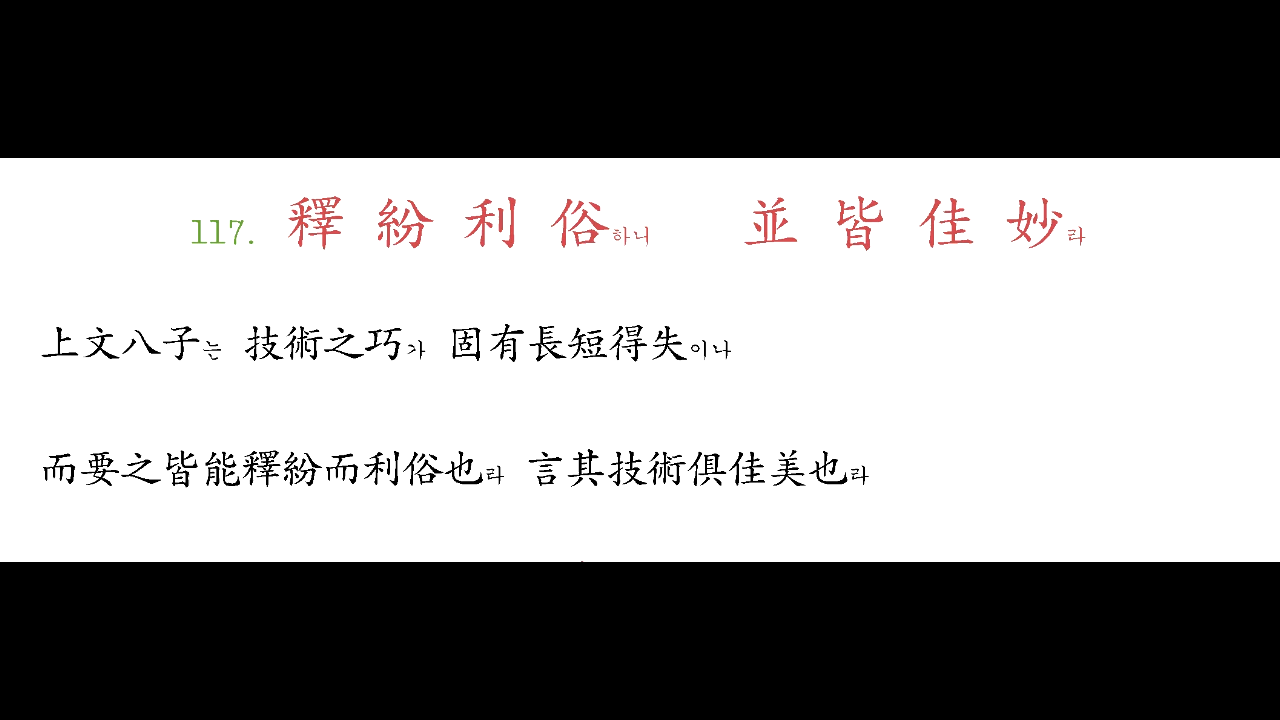 117. 釋紛利俗하니 並皆佳妙라
上文八子는 技術之巧가 固有長短得失이나
而要之皆能釋紛而利俗也라 言其技術俱佳美也라